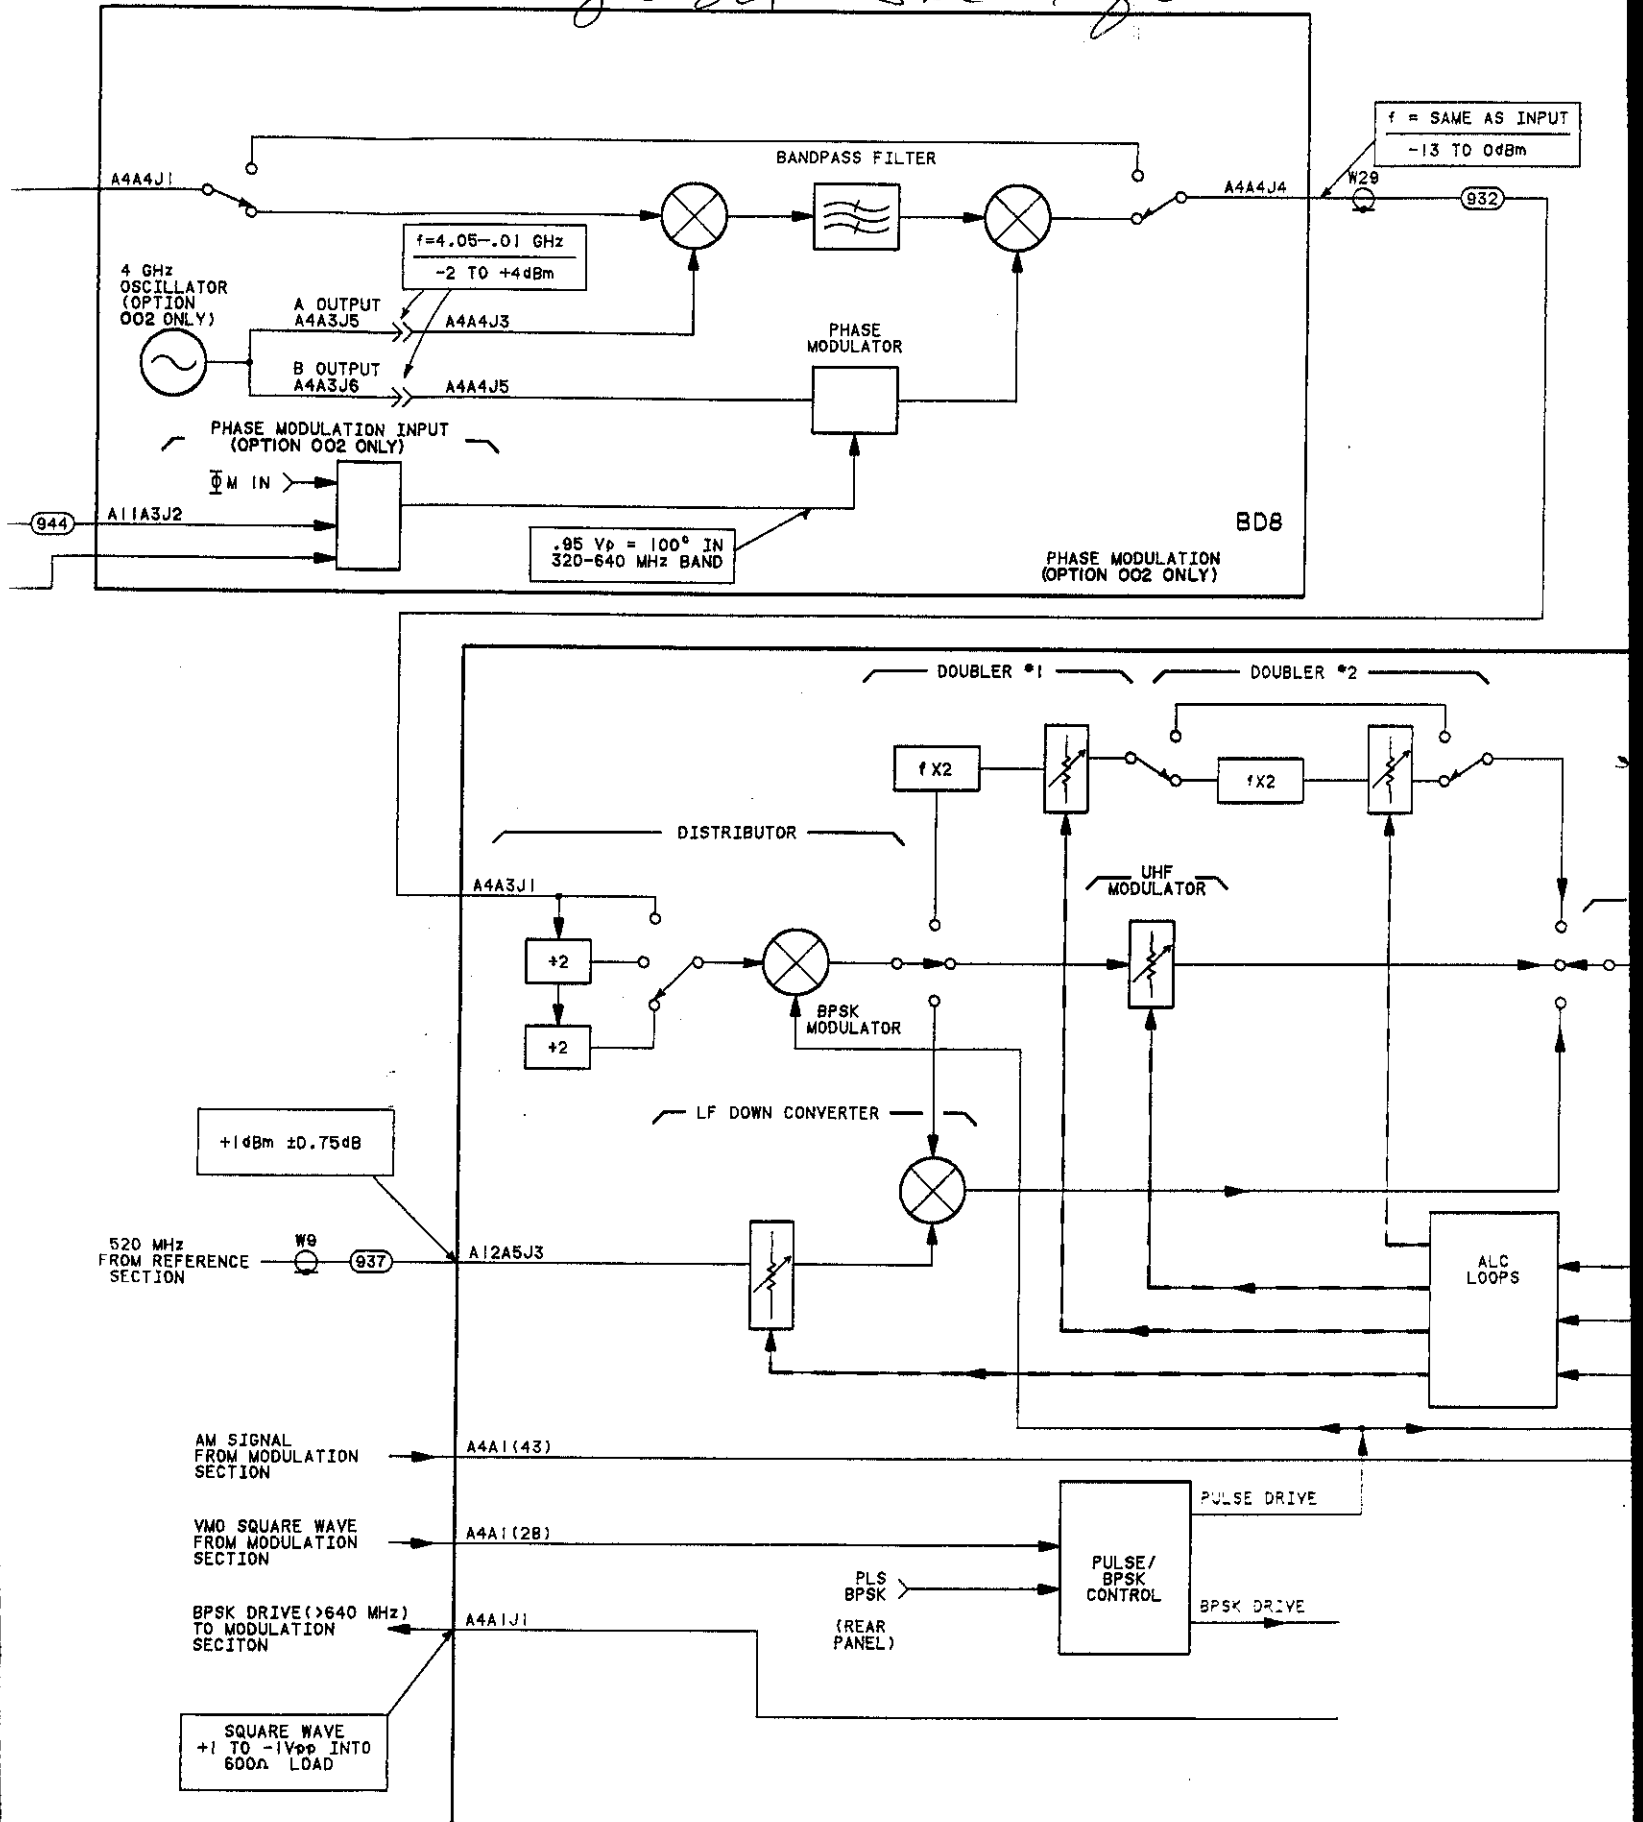 f = SAME AS INPUT
-13 TO 0dBm
BANDPASS FILTER
A4A4J1
A4A4J4
W29
932
f=4.05-.01 GHz
-2 TO +4dBm
4 GHz
OSCILLATOR
(OPTION
002 ONLY)
A OUTPUT
A4A3J5
A4A4J3
PHASE
MODULATOR
B OUTPUT
A4A3J6
A4A4J5
PHASE MODULATION INPUT
(OPTION 002 ONLY)
ΦM IN
944
A11A3J2
.95 Vp = 100° IN
320-640 MHz BAND
BD8
PHASE MODULATION
(OPTION 002 ONLY)
DOUBLER #1
DOUBLER #2
f X2
fX2
DISTRIBUTOR
UHF
MODULATOR
A4A3J1
÷2
÷2
BPSK
MODULATOR
LF DOWN CONVERTER
+1dBm ±0.75dB
520 MHz
FROM REFERENCE
SECTION
W9
937
A12A5J3
ALC
LOOPS
AM SIGNAL
FROM MODULATION
SECTION
A4A1(43)
PULSE DRIVE
VMO SQUARE WAVE
FROM MODULATION
SECTION
A4A1(28)
PULSE/
BPSK
CONTROL
PLS
BPSK
(REAR
PANEL)
BPSK DRIVE
BPSK DRIVE(>640 MHz)
TO MODULATION
SECITON
A4A1J1
SQUARE WAVE
+1 TO -1Vpp INTO
600Ω LOAD